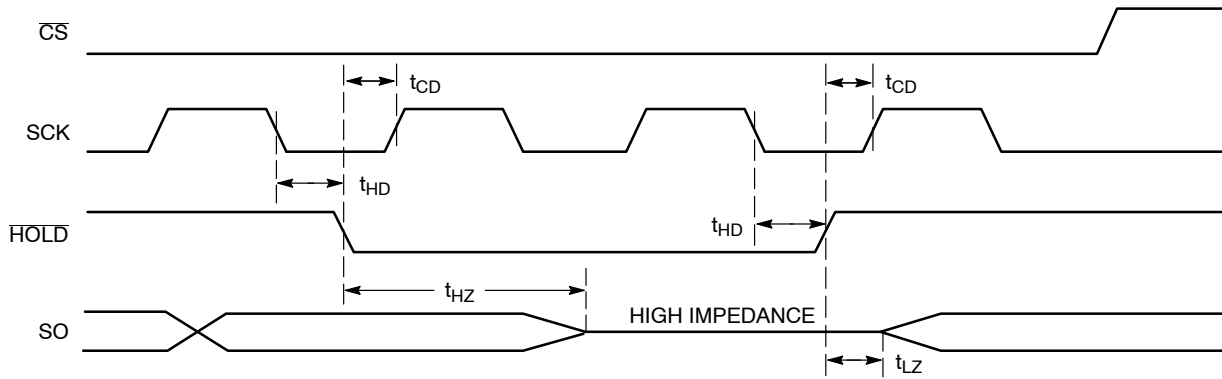 CS
tCD
tCD
SCK
tHD
HOLD
tHD
tHZ
HIGH IMPEDANCE
SO
tLZ